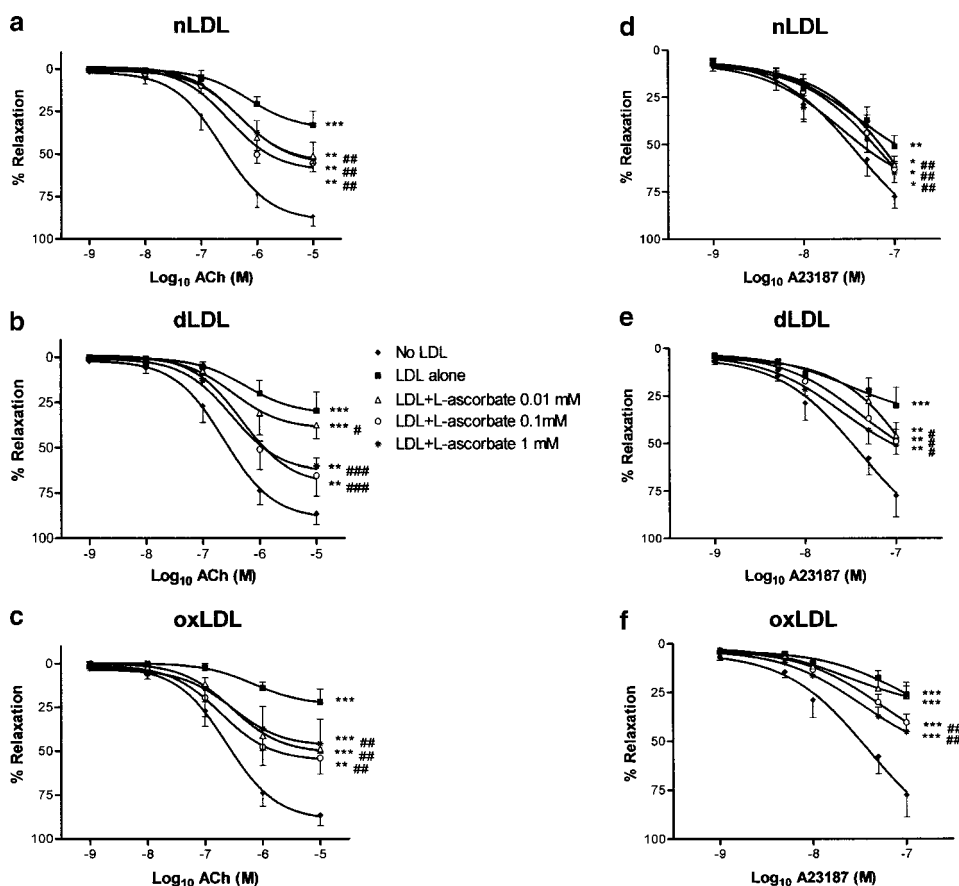 a
nLDL
0
25
50
75
100
% Relaxation
***
** ##
** ##
** ##
-9 -8 -7 -6 -5
Log10 ACh (M)
d
nLDL
0
25
50
75
100
% Relaxation
**
* ##
* ##
* ##
-9 -8 -7
Log10 A23187 (M)
b
dLDL
0
25
50
75
100
% Relaxation
***
*** #
** ###
** ###
-9 -8 -7 -6 -5
Log10 ACh (M)
No LDL
LDL alone
LDL+L-ascorbate 0.01 mM
LDL+L-ascorbate 0.1mM
LDL+L-ascorbate 1 mM
e
dLDL
0
25
50
75
100
% Relaxation
***
** #
** #
** #
-9 -8 -7
Log10 A23187 (M)
c
oxLDL
0
25
50
75
100
% Relaxation
***
*** ##
*** ##
** ##
-9 -8 -7 -6 -5
Log10 ACh (M)
f
oxLDL
0
25
50
75
100
% Relaxation
***
***
*** ##
*** ##
-9 -8 -7
Log10 A23187 (M)